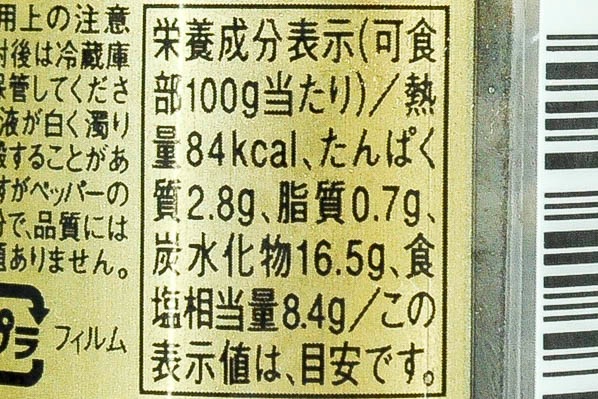 用上の注意
封後は冷蔵庫
保管してくださ
液が白く濁り
することがあ
すがペッパーの
分で、品質には
題ありません。
プラ
フィルム
栄養成分表示(可食
部100g当たり)/熱
量84kcal、たんぱく
質2.8g、脂質0.7g、
炭水化物16.5g、食
塩相当量8.4g/この
表示値は、目安です。